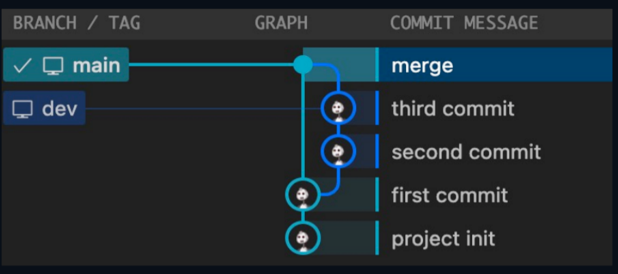 BRANCH / TAG GRAPH COMMIT MESSAGE
main merge
dev third commit
second commit
first commit
project init